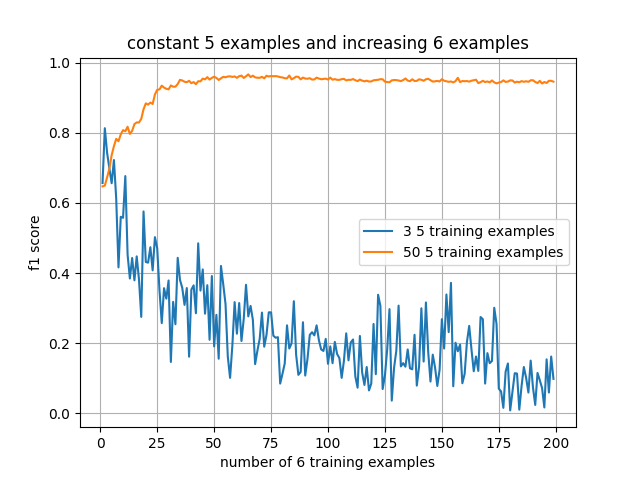 constant 5 examples and increasing 6 examples
1.0
0.8
0.6
0.4
0.2
0.0
f1 score
3 5 training examples
50 5 training examples
0 25 50 75 100 125 150 175 200
number of 6 training examples